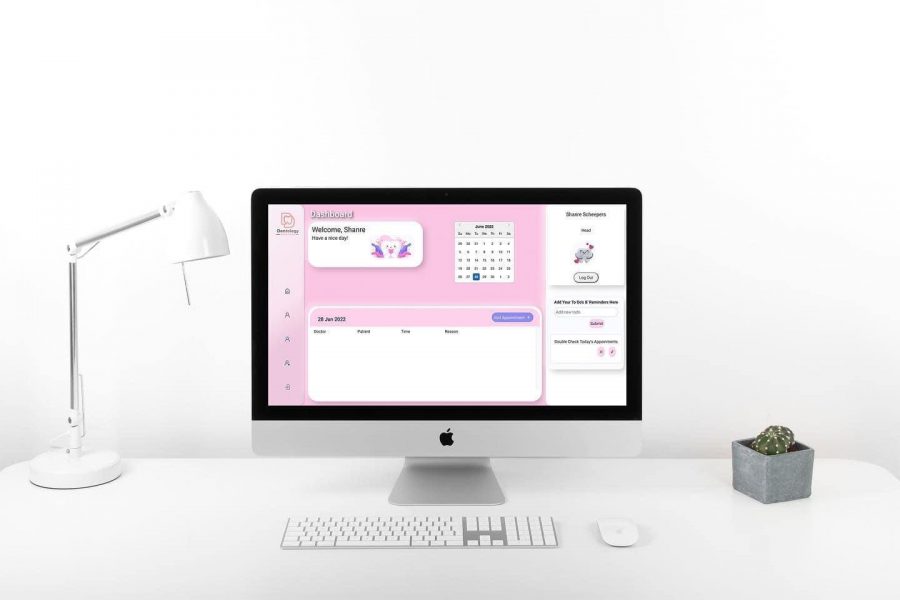 Dentology
Dashboard
Welcome, Shanre
Have a nice day!
June 2022
Su Mo Tu We Th Fr Sa
29 30 31 1 2 3 4
5 6 7 8 9 10 11
12 13 14 15 16 17 18
19 20 21 22 23 24 25
26 27 28 29 30 1 2
28 Jun 2022
Add Appointment +
Doctor Patient Time Reason
Shanre Scheepers
Head
Log Out
Add Your To Do's & Reminders Here
Add new todo
Submit
Double Check Today's Appointments